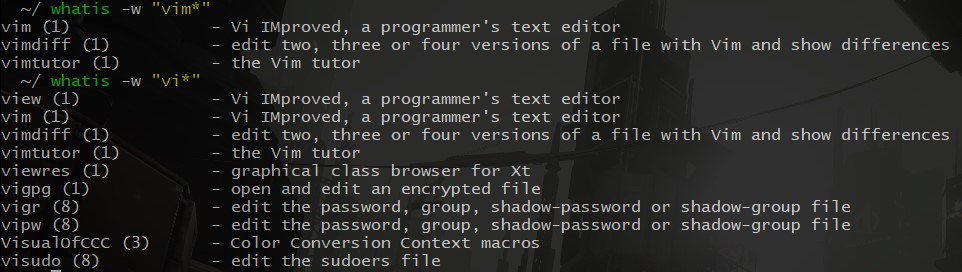 ~/ whatis -w "vim*"
vim (1) - Vi IMproved, a programmer's text editor
vimdiff (1) - edit two, three or four versions of a file with Vim and show differences
vimtutor (1) - the Vim tutor
~/ whatis -w "vi*"
view (1) - Vi IMproved, a programmer's text editor
vim (1) - Vi IMproved, a programmer's text editor
vimdiff (1) - edit two, three or four versions of a file with Vim and show differences
vimtutor (1) - the Vim tutor
viewres (1) - graphical class browser for Xt
vigpg (1) - open and edit an encrypted file
vigr (8) - edit the password, group, shadow-password or shadow-group file
vipw (8) - edit the password, group, shadow-password or shadow-group file
VisualOfCCC (3) - Color Conversion Context macros
visudo (8) - edit the sudoers file